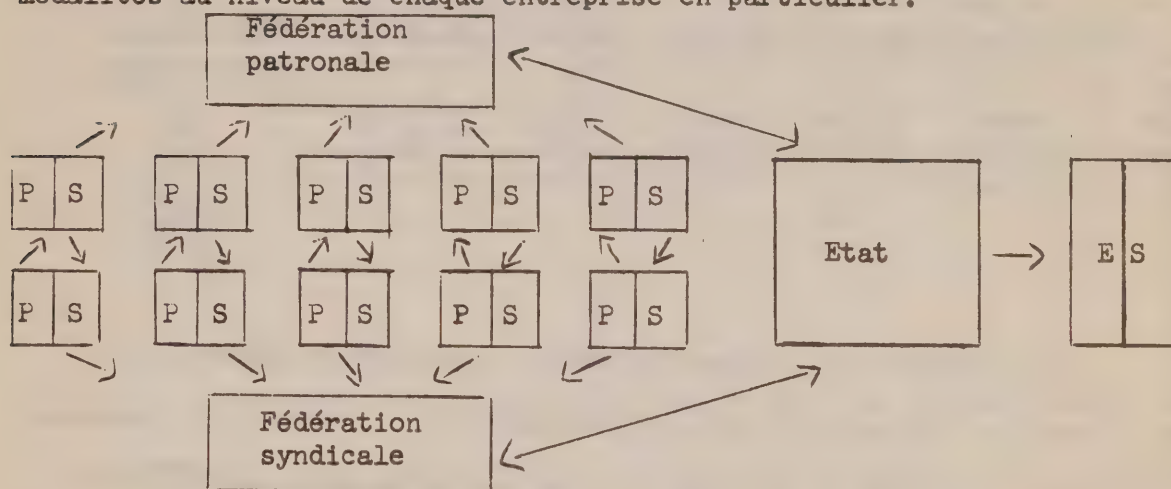 modalités au niveau de chaque entreprise en particulier.
Fédération
patronale
P S P S P S P S P S
Etat
E S
P S P S P S P S P S
Fédération
syndicale